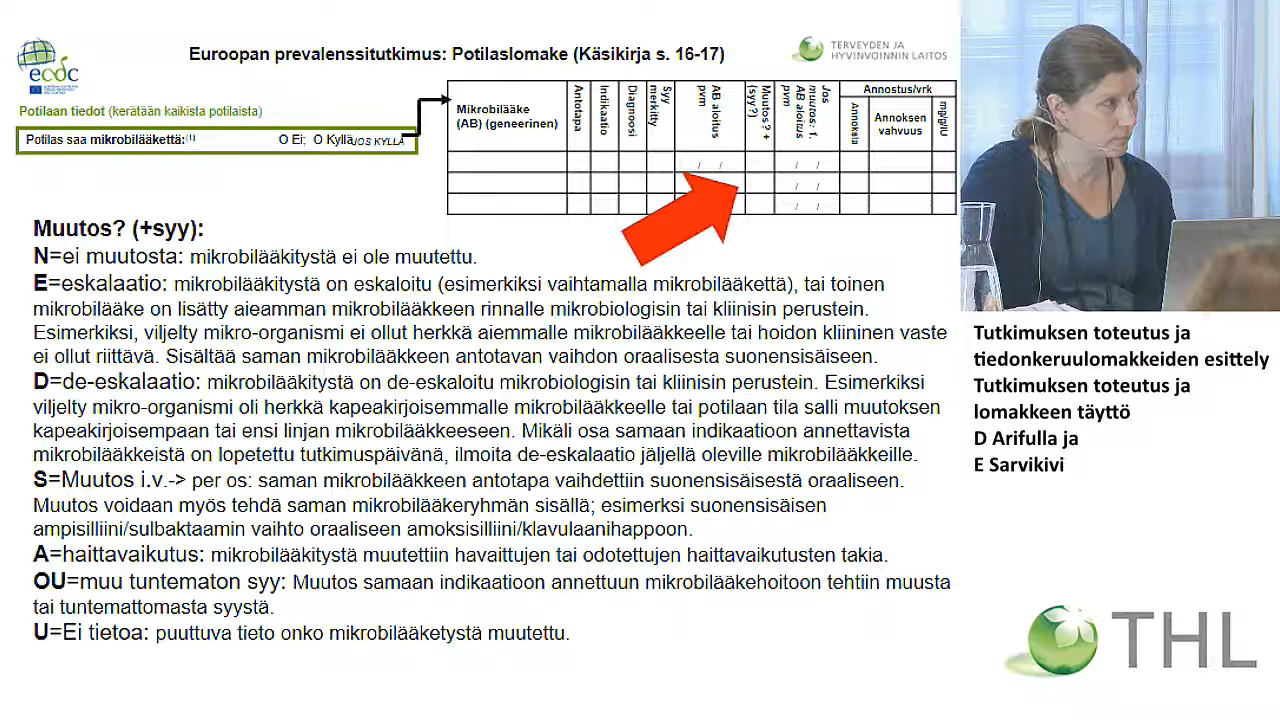 Euroopan prevalenssitutkimus: Potilaslomake (Käsikirja s. 16-17)
ecdc
TERVEYDEN JA
HYVINVOINNIN LAITOS
Potilaan tiedot (kerätään kaikista potilaista)
Potilas saa mikrobilääkettä:(1) O Ei; O Kyllä JOS KYLLÄ
Mikrobilääke
(AB) (geneerinen)
Antotapa
Indikaatio
Diagnoosi
Syy
merkitty
AB aloitus
pvm
Muutos? +
(syy?)
Jos
muutos: 1.
AB aloitus
pvm
Annostus/vrk
Annoksia
Annoksen
vahvuus
mg/g/IU
/ / / /
/ /
/ /
Muutos? (+syy):
N=ei muutosta: mikrobilääkitystä ei ole muutettu.
E=eskalaatio: mikrobilääkitystä on eskaloitu (esimerkiksi vaihtamalla mikrobilääkettä), tai toinen
mikrobilääke on lisätty aieamman mikrobilääkkeen rinnalle mikrobiologisin tai kliinisin perustein.
Esimerkiksi, viljelty mikro-organismi ei ollut herkkä aiemmalle mikrobilääkkeelle tai hoidon kliininen vaste
ei ollut riittävä. Sisältää saman mikrobilääkkeen antotavan vaihdon oraalisesta suonensisäiseen.
D=de-eskalaatio: mikrobilääkitystä on de-eskaloitu mikrobiologisin tai kliinisin perustein. Esimerkiksi
viljelty mikro-organismi oli herkkä kapeakirjoisemmalle mikrobilääkkeelle tai potilaan tila salli muutoksen
kapeakirjoisempaan tai ensi linjan mikrobilääkkeeseen. Mikäli osa samaan indikaatioon annettavista
mikrobilääkkeistä on lopetettu tutkimuspäivänä, ilmoita de-eskalaatio jäljellä oleville mikrobilääkkeille.
S=Muutos i.v.-> per os: saman mikrobilääkkeen antotapa vaihdettiin suonensisäisestä oraaliseen.
Muutos voidaan myös tehdä saman mikrobilääkeryhmän sisällä; esimerksi suonensisäisen
ampisilliini/sulbaktaamin vaihto oraaliseen amoksisilliini/klavulaanihappoon.
A=haittavaikutus: mikrobilääkitystä muutettiin havaittujen tai odotettujen haittavaikutusten takia.
OU=muu tuntematon syy: Muutos samaan indikaatioon annettuun mikrobilääkehoitoon tehtiin muusta
tai tuntemattomasta syystä.
U=Ei tietoa: puuttuva tieto onko mikrobilääketystä muutettu.
Tutkimuksen toteutus ja
tiedonkeruulomakkeiden esittely
Tutkimuksen toteutus ja
lomakkeen täyttö
D Arifulla ja
E Sarvikivi
THL